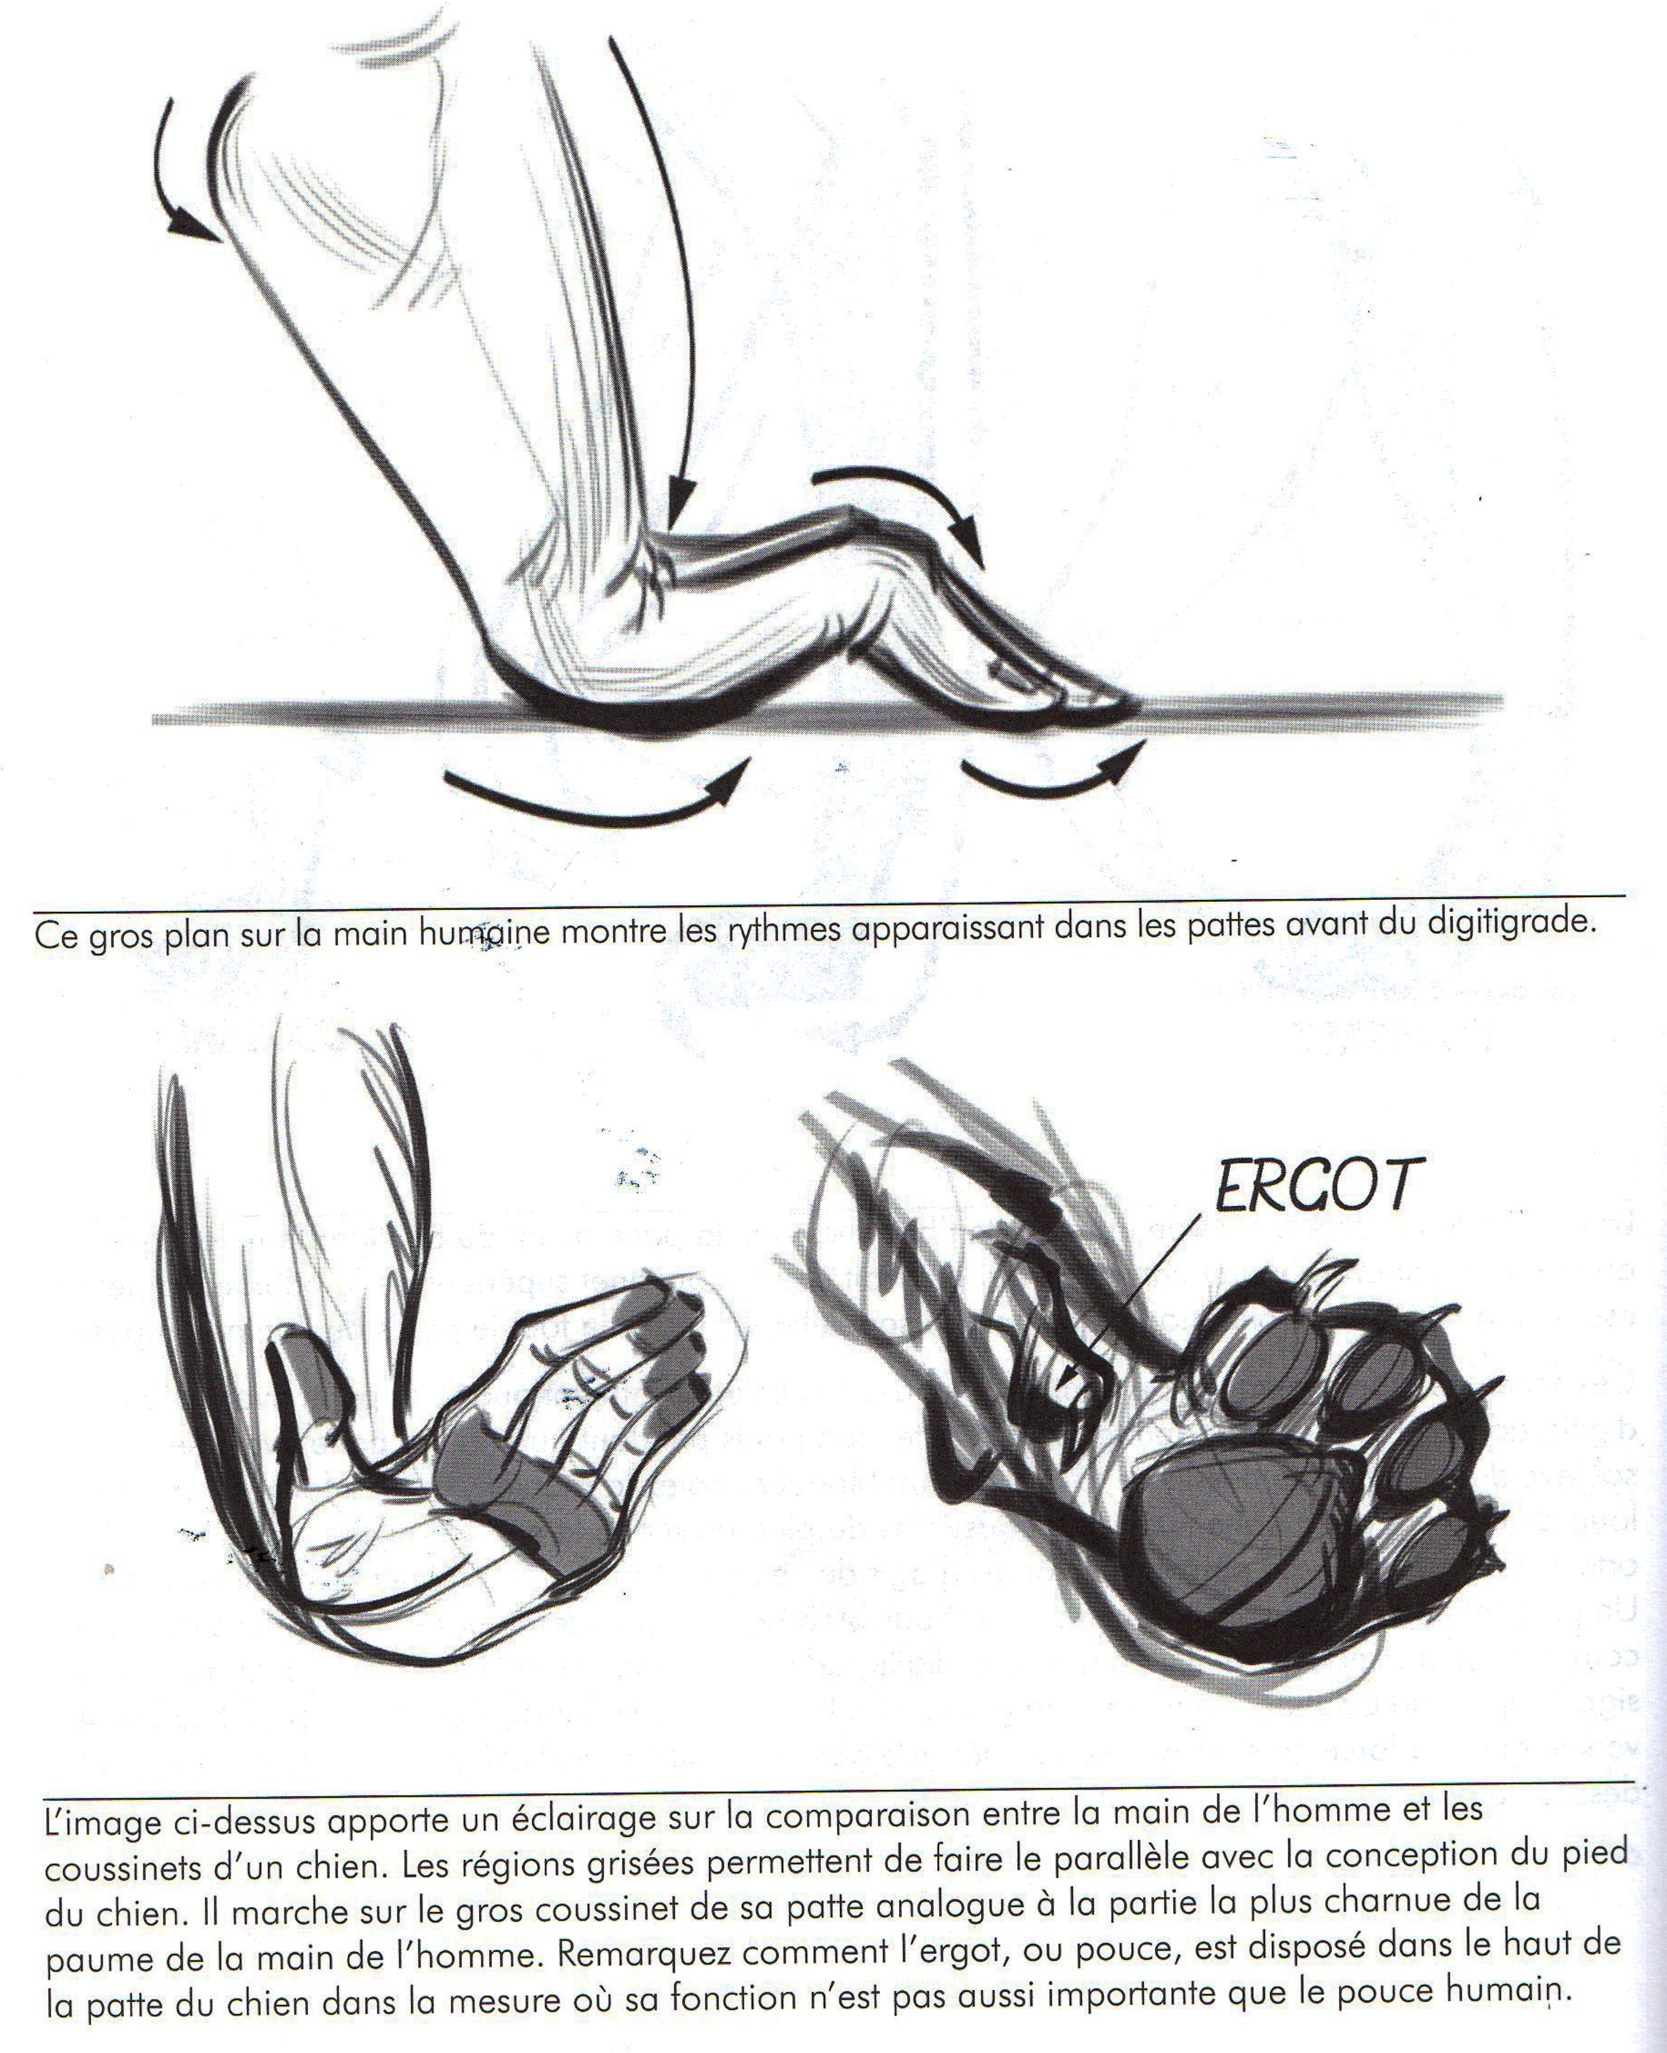 Ce gros plan sur la main humaine montre les rythmes apparaissant dans les pattes avant du digitigrade.
ERGOT
L'image ci-dessus apporte un éclairage sur la comparaison entre la main de l'homme et les
coussinets d'un chien. Les régions grisées permettent de faire le parallèle avec la conception du pied
du chien. Il marche sur le gros coussinet de sa patte analogue à la partie la plus charnue de la
paume de la main de l'homme. Remarquez comment l'ergot, ou pouce, est disposé dans le haut de
la patte du chien dans la mesure où sa fonction n'est pas aussi importante que le pouce humain.